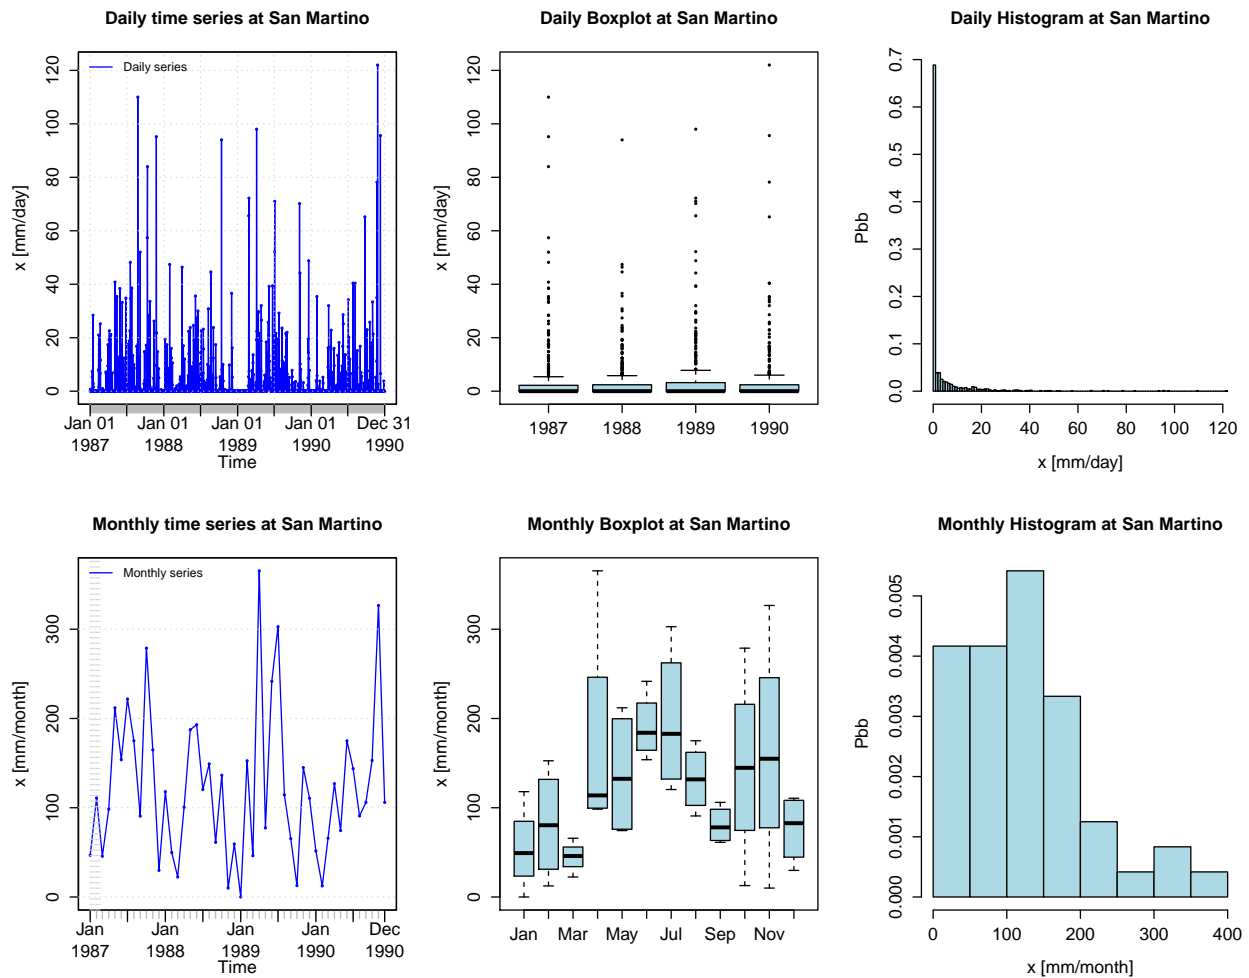 Daily time series at San Martino
Daily series
x [mm/day]
0 20 40 60 80 100 120
Jan 01 Jan 01 Jan 01 Jan 01 Dec 31
1987 1988 1989 1990 1990
Time
Daily Boxplot at San Martino
x [mm/day]
0 20 40 60 80 100 120
1987 1988 1989 1990
Daily Histogram at San Martino
Pbb
0.0 0.1 0.2 0.3 0.4 0.5 0.6 0.7
0 20 40 60 80 100 120
x [mm/day]
Monthly time series at San Martino
Monthly series
x [mm/month]
0 100 200 300
Jan Jan Jan Jan Dec
1987 1988 1989 1990 1990
Time
Monthly Boxplot at San Martino
x [mm/month]
0 100 200 300
Jan Mar May Jul Sep Nov
Monthly Histogram at San Martino
Pbb
0.000 0.001 0.002 0.003 0.004 0.005
0 100 200 300 400
x [mm/month]